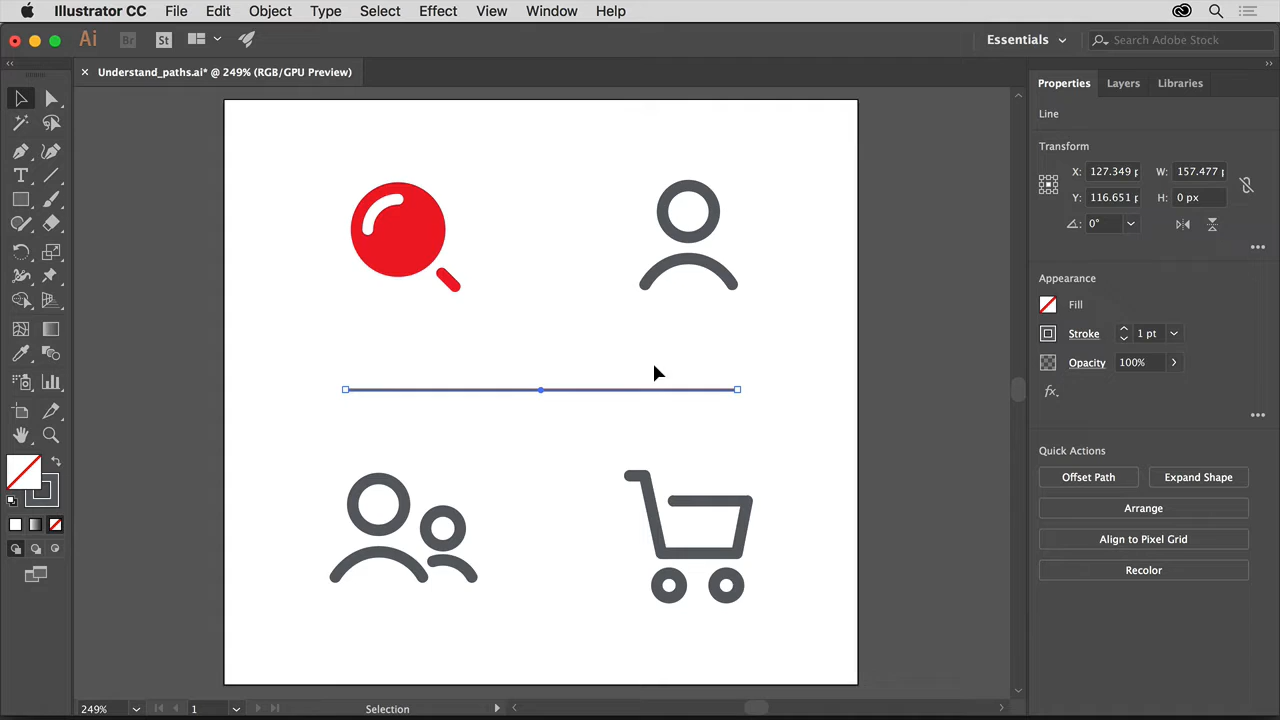 Illustrator CC File Edit Object Type Select Effect View Window Help
Ai Br St Essentials Search Adobe Stock
× Understand_paths.ai* @ 249% (RGB/GPU Preview)
Properties Layers Libraries
Line
Transform
X: 127.349 p W: 157.477 p
Y: 116.651 p H: 0 px
0°
Appearance
Fill
Stroke 1 pt
Opacity 100%
fx.
Quick Actions
Offset Path Expand Shape
Arrange
Align to Pixel Grid
Recolor
249% 1 Selection